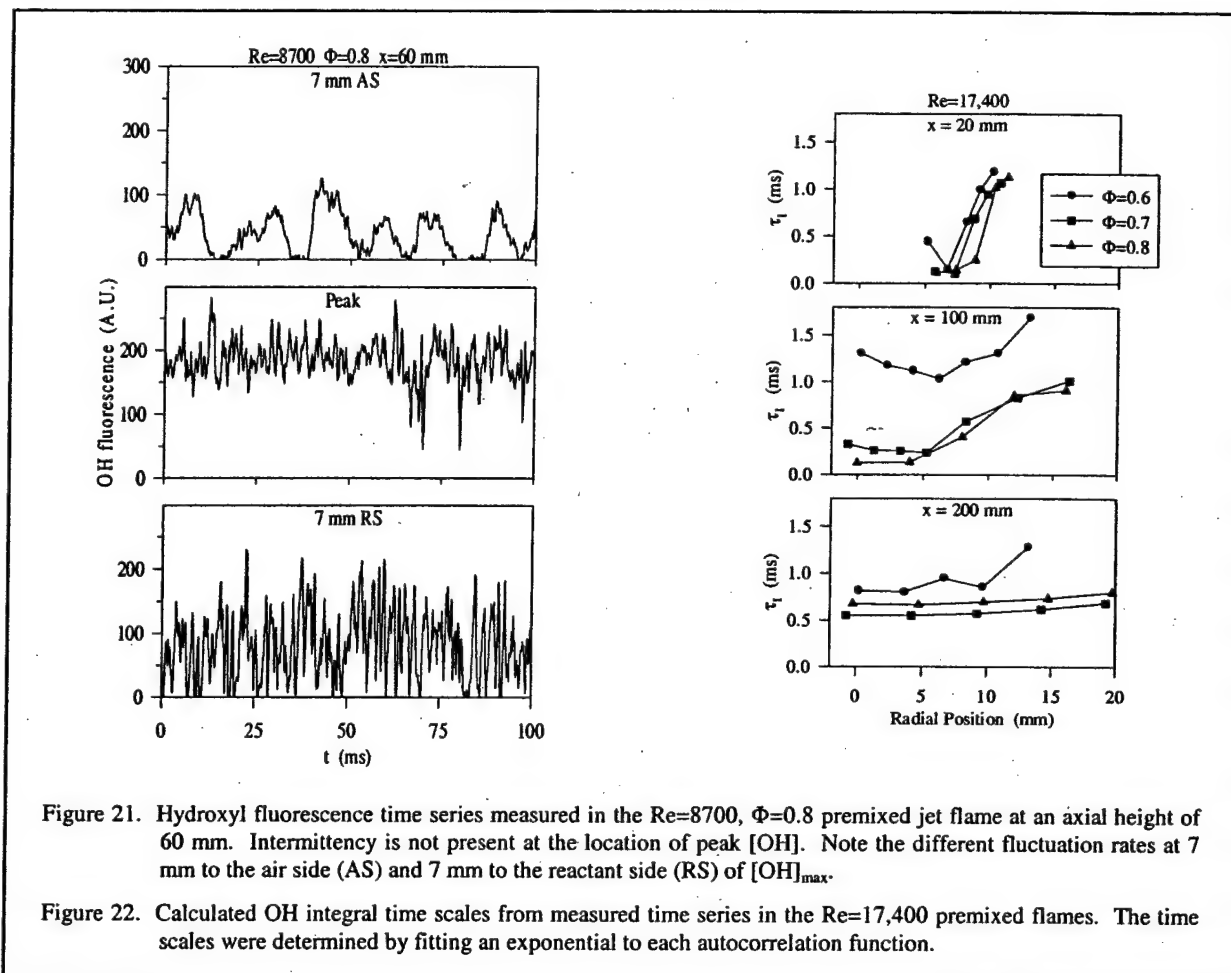 Re=8700 Φ=0.8 x=60 mm
7 mm AS
300
200
100
0
Peak
200
100
0
7 mm RS
200
100
0
OH fluorescence (A.U.)
0 25 50 75 100
t (ms)
Re=17,400
x = 20 mm
1.5
1.0
0.5
0.0
τI (ms)
Φ=0.6
Φ=0.7
Φ=0.8
x = 100 mm
1.5
1.0
0.5
0.0
τI (ms)
x = 200 mm
1.5
1.0
0.5
0.0
τI (ms)
0 5 10 15 20
Radial Position (mm)
Figure 21. Hydroxyl fluorescence time series measured in the Re=8700, Φ=0.8 premixed jet flame at an axial height of
60 mm. Intermittency is not present at the location of peak [OH]. Note the different fluctuation rates at 7
mm to the air side (AS) and 7 mm to the reactant side (RS) of [OH]max.
Figure 22. Calculated OH integral time scales from measured time series in the Re=17,400 premixed flames. The time
scales were determined by fitting an exponential to each autocorrelation function.